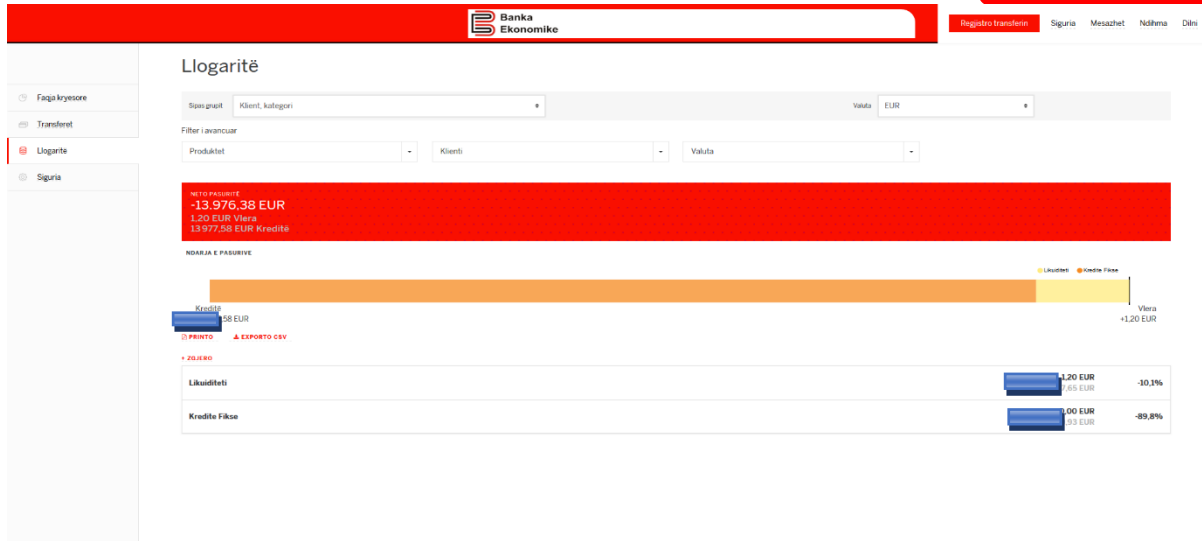 Banka
Ekonomike
Regjistro transferin Siguria Mesazhet Ndihma Dilni
Llogaritë
Faqja kryesore
Transferet
Llogaritë
Siguria
Sipas grupit Klient, kategori Valuta EUR
Filter i avancuar
Produktet Klienti Valuta
NETO PASURITË
-13.976,38 EUR
1,20 EUR Vlera
13977,58 EUR Kreditë
NDARJA E PASURIVE
Likuiditeti Kredite Fikse
Kreditë Vlera
58 EUR +1,20 EUR
PRINTO EXPORTO CSV
+ ZGJERO
Likuiditeti 1,20 EUR -10,1%
7,65 EUR
Kredite Fikse 0,00 EUR -89,8%
,93 EUR